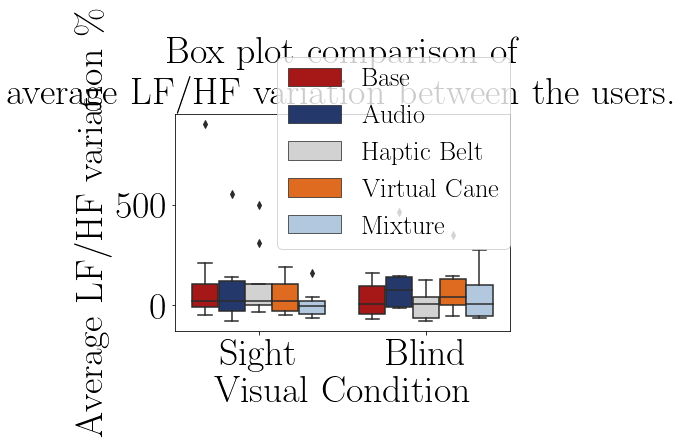 Box plot comparison of
average LF/HF variation between the users.
Average LF/HF variation %
Base
Audio
Haptic Belt
Virtual Cane
Mixture
500
0
Sight
Blind
Visual Condition